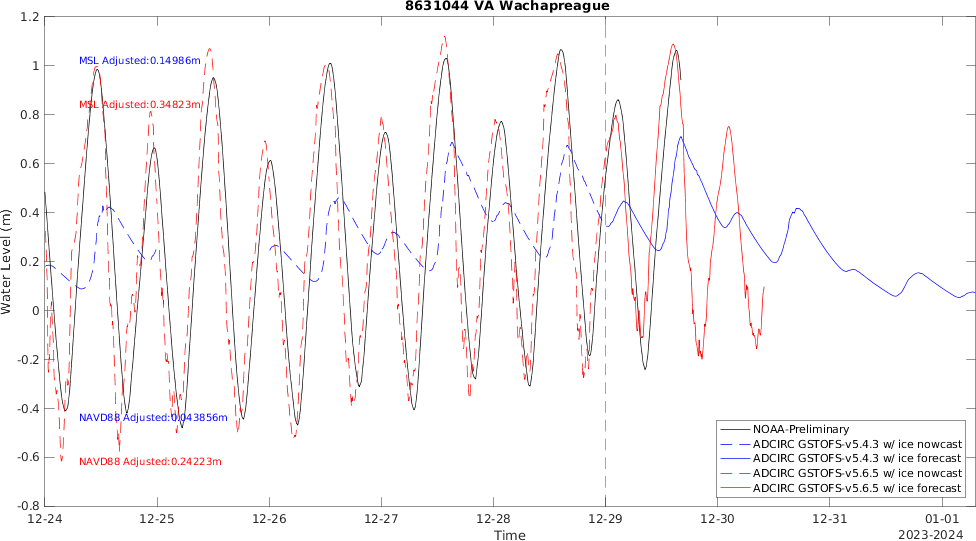 8631044 VA Wachapreague
Water Level (m)
1.2
1
0.8
0.6
0.4
0.2
0
-0.2
-0.4
-0.6
-0.8
MSL Adjusted:0.14986m
MSL Adjusted:0.34823m
NAVD88 Adjusted:0.043856m
NAVD88 Adjusted:0.24223m
NOAA-Preliminary
ADCIRC GSTOFS-v5.4.3 w/ ice nowcast
ADCIRC GSTOFS-v5.4.3 w/ ice forecast
ADCIRC GSTOFS-v5.6.5 w/ ice nowcast
ADCIRC GSTOFS-v5.6.5 w/ ice forecast
12-24 12-25 12-26 12-27 12-28 12-29 12-30 12-31 01-01
Time
2023-2024